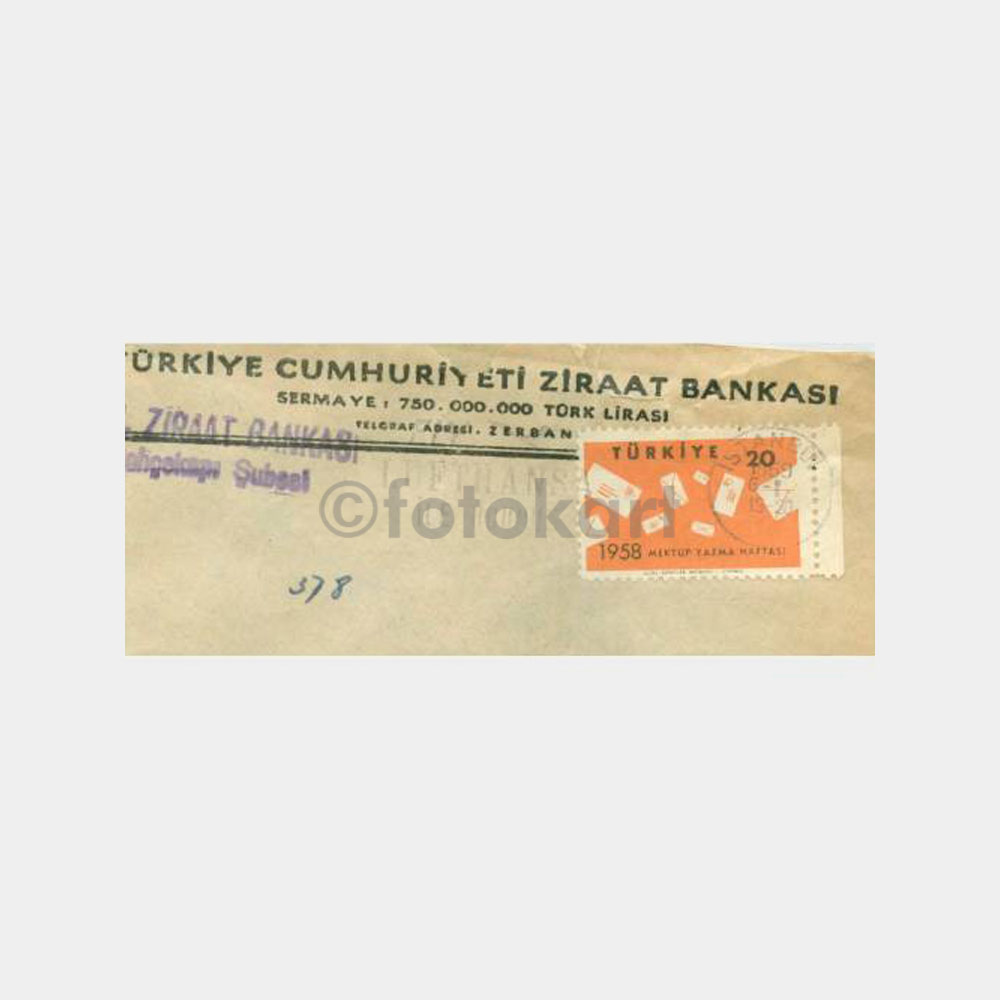 TÜRKİYE CUMHURİYETİ ZİRAAT BANKASI
SERMAYE : 750.000.000 TÜRK LİRASI
TELGRAF ADRESİ. ZERBAN
ZİRAAT BANKASI
Şubesi
TÜRKİYE 20
©fotokart
1958 MEKTUP YAZMA HAFTASI
378